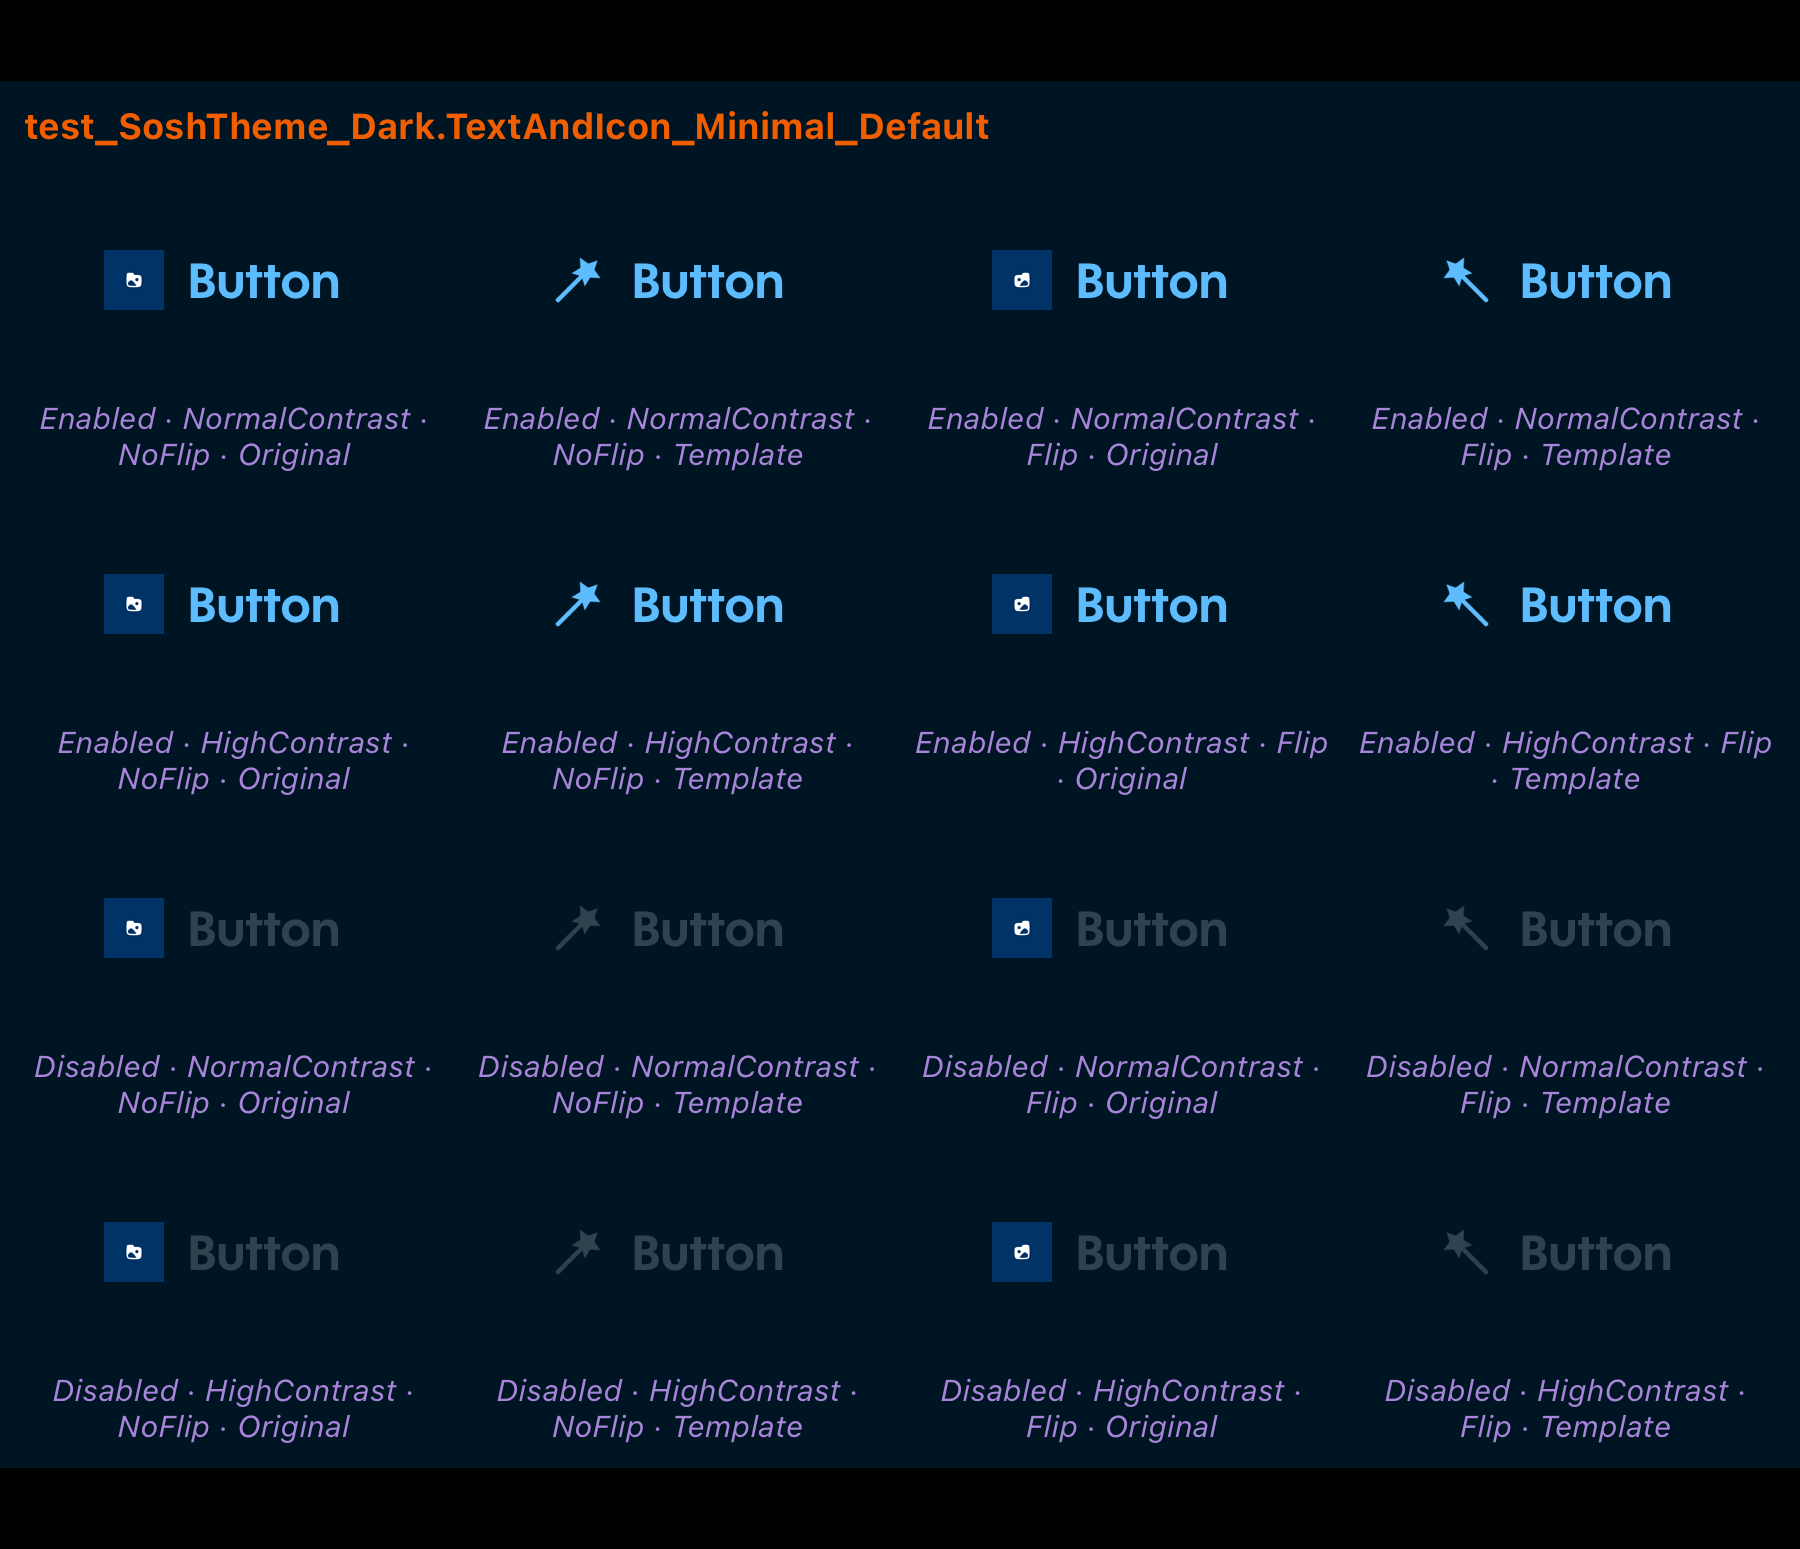 test_SoshTheme_Dark.TextAndIcon_Minimal_Default
Button Button Button Button
Enabled · NormalContrast · Enabled · NormalContrast · Enabled · NormalContrast · Enabled · NormalContrast ·
NoFlip · Original NoFlip · Template Flip · Original Flip · Template
Button Button Button Button
Enabled · HighContrast · Enabled · HighContrast · Enabled · HighContrast · Flip Enabled · HighContrast · Flip
NoFlip · Original NoFlip · Template · Original · Template
Button Button Button Button
Disabled · NormalContrast · Disabled · NormalContrast · Disabled · NormalContrast · Disabled · NormalContrast ·
NoFlip · Original NoFlip · Template Flip · Original Flip · Template
Button Button Button Button
Disabled · HighContrast · Disabled · HighContrast · Disabled · HighContrast · Disabled · HighContrast ·
NoFlip · Original NoFlip · Template Flip · Original Flip · Template